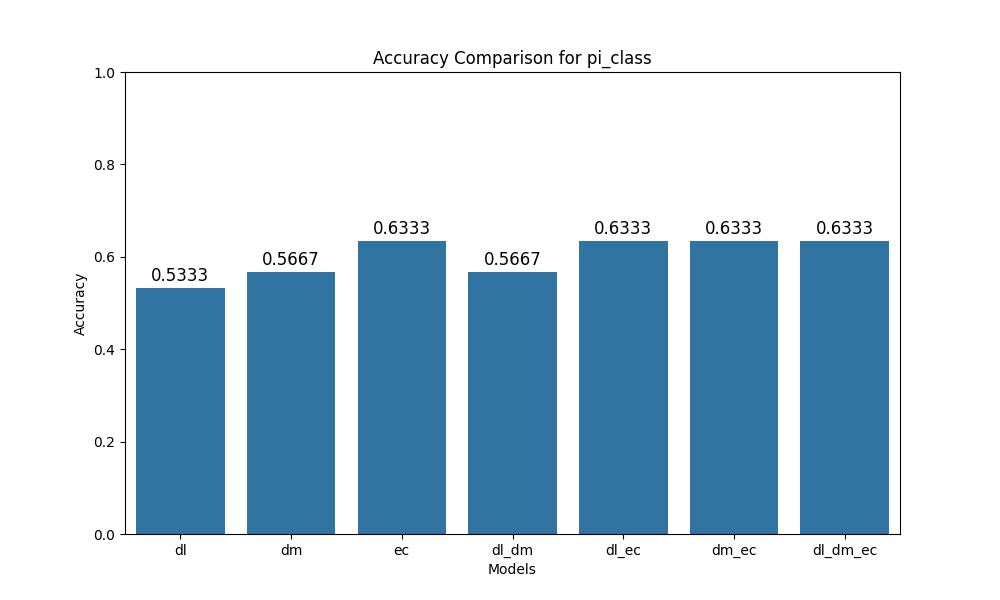 Accuracy Comparison for pi_class
1.0
0.8
0.6
0.4
0.2
0.0
Accuracy
0.5333
0.5667
0.6333
0.5667
0.6333
0.6333
0.6333
dl
dm
ec
dl_dm
dl_ec
dm_ec
dl_dm_ec
Models